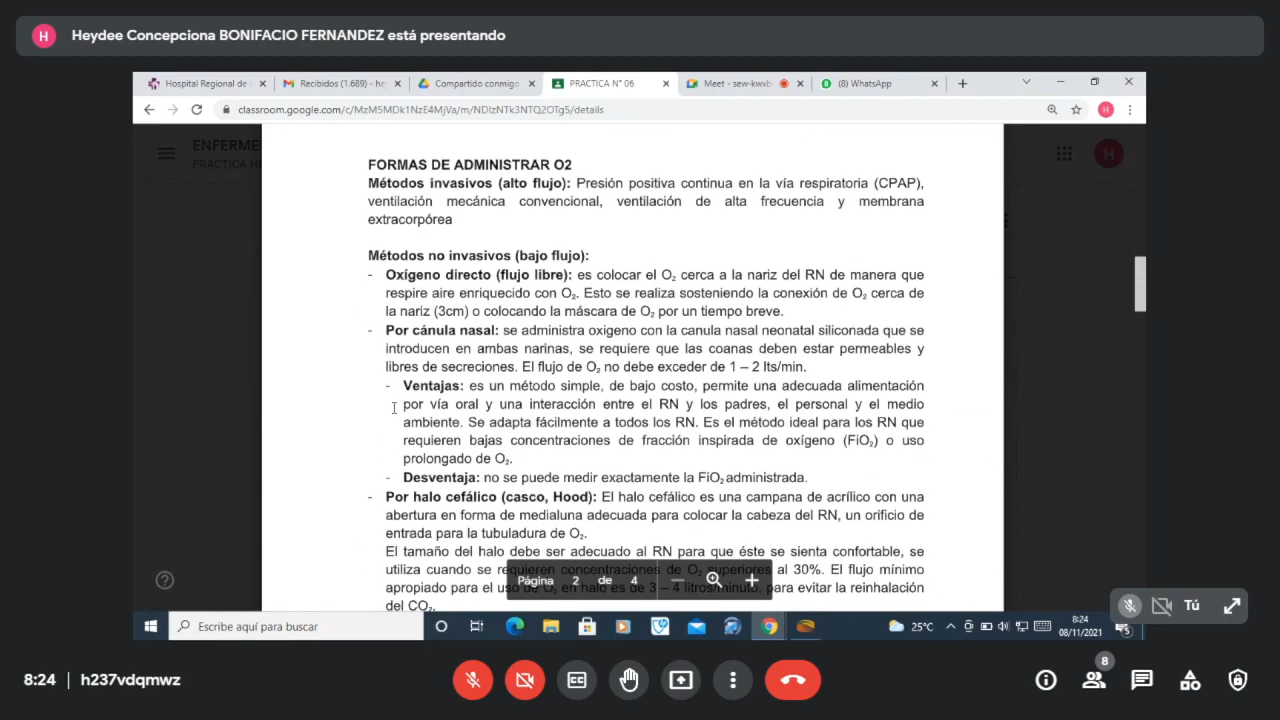 H Heydee Concepciona BONIFACIO FERNANDEZ está presentando
Hospital Regional de
Recibidos (1.689) - he
Compartido conmigo
PRACTICA N° 06
Meet - sew-kwxb
(8) WhatsApp
classroom.google.com/c/MzM5MDk1NzE4MjVa/m/NDIzNTk3NTQ2OTg5/details
H
ENFERME
PRÁCTICA HE
H
FORMAS DE ADMINISTRAR O2
Métodos invasivos (alto flujo): Presión positiva continua en la vía respiratoria (CPAP),
ventilación mecánica convencional, ventilación de alta frecuencia y membrana
extracorpórea
Métodos no invasivos (bajo flujo):
- Oxígeno directo (flujo libre): es colocar el O₂ cerca a la nariz del RN de manera que
respire aire enriquecido con O₂. Esto se realiza sosteniendo la conexión de O₂ cerca de
la nariz (3cm) o colocando la máscara de O₂ por un tiempo breve.
- Por cánula nasal: se administra oxigeno con la canula nasal neonatal siliconada que se
introducen en ambas narinas, se requiere que las coanas deben estar permeables y
libres de secreciones. El flujo de O₂ no debe exceder de 1 – 2 lts/min.
- Ventajas: es un método simple, de bajo costo, permite una adecuada alimentación
por vía oral y una interacción entre el RN y los padres, el personal y el medio
ambiente. Se adapta fácilmente a todos los RN. Es el método ideal para los RN que
requieren bajas concentraciones de fracción inspirada de oxígeno (FiO₂) o uso
prolongado de O₂.
- Desventaja: no se puede medir exactamente la FiO₂ administrada.
- Por halo cefálico (casco, Hood): El halo cefálico es una campana de acrílico con una
abertura en forma de medialuna adecuada para colocar la cabeza del RN, un orificio de
entrada para la tubuladura de O₂.
El tamaño del halo debe ser adecuado al RN para que éste se sienta confortable, se
utiliza cuando se requieren concentraciones de O₂ superiores al 30%. El flujo mínimo
apropiado para el uso de O₂ en halo es de 3 – 4 litros/minuto, para evitar la reinhalación
del CO₂.
Página 2 de 4
Tú
Escribe aquí para buscar
25°C
8:24
08/11/2021
5
8:24 | h237vdqmwz
8